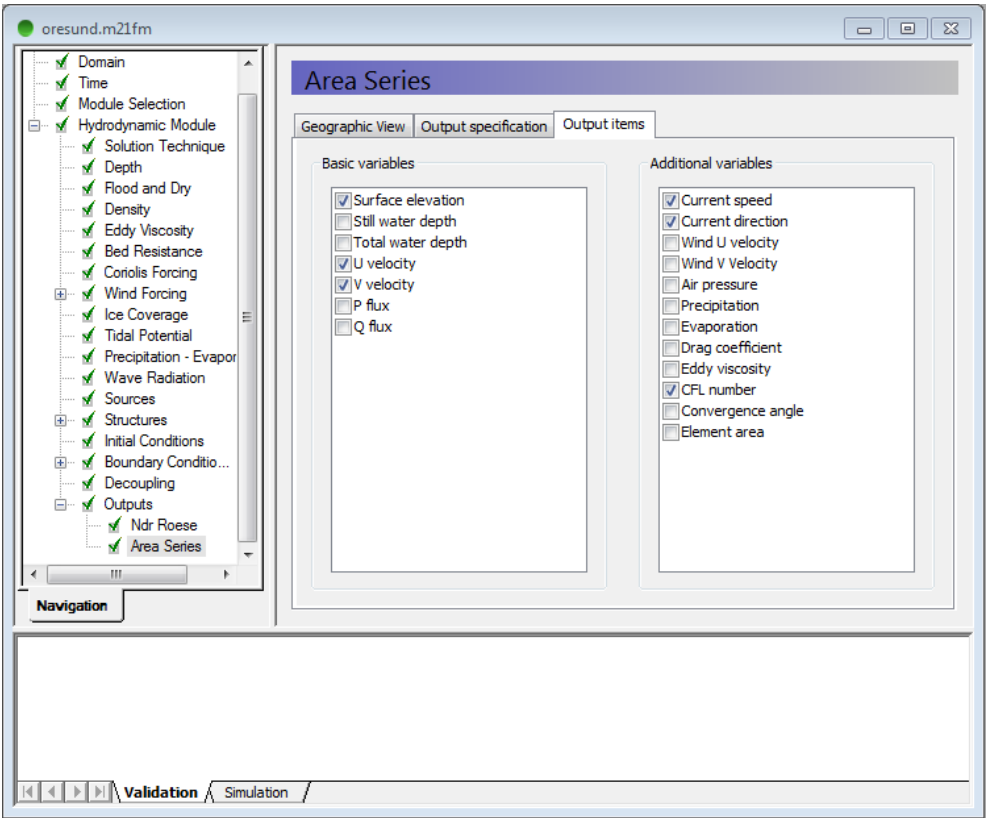 oresund.m21fm
Domain
Time
Module Selection
Hydrodynamic Module
Solution Technique
Depth
Flood and Dry
Density
Eddy Viscosity
Bed Resistance
Coriolis Forcing
Wind Forcing
Ice Coverage
Tidal Potential
Precipitation - Evapor
Wave Radiation
Sources
Structures
Initial Conditions
Boundary Conditio...
Decoupling
Outputs
Ndr Roese
Area Series
Navigation
Area Series
Geographic View Output specification Output items
Basic variables
Surface elevation
Still water depth
Total water depth
U velocity
V velocity
P flux
Q flux
Additional variables
Current speed
Current direction
Wind U velocity
Wind V Velocity
Air pressure
Precipitation
Evaporation
Drag coefficient
Eddy viscosity
CFL number
Convergence angle
Element area
Validation Simulation